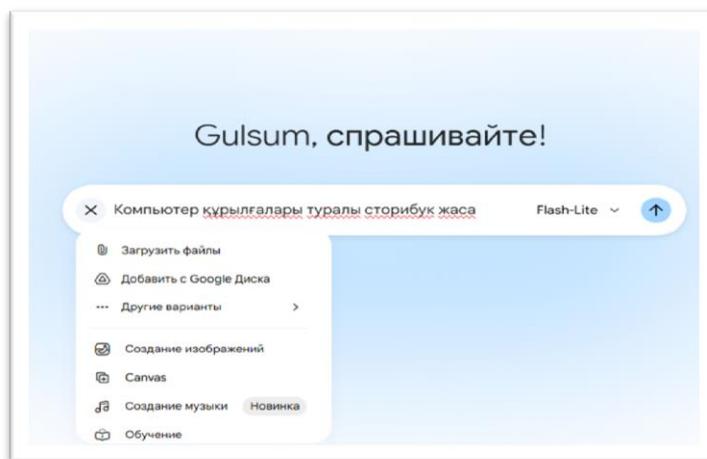 Gulsum, спрашивайте!
Компьютер құрылғалары туралы сторибук жаса Flash-Lite
Загрузить файлы
Добавить с Google Диска
Другие варианты
Создание изображений
Canvas
Создание музыки Новинка
Обучение